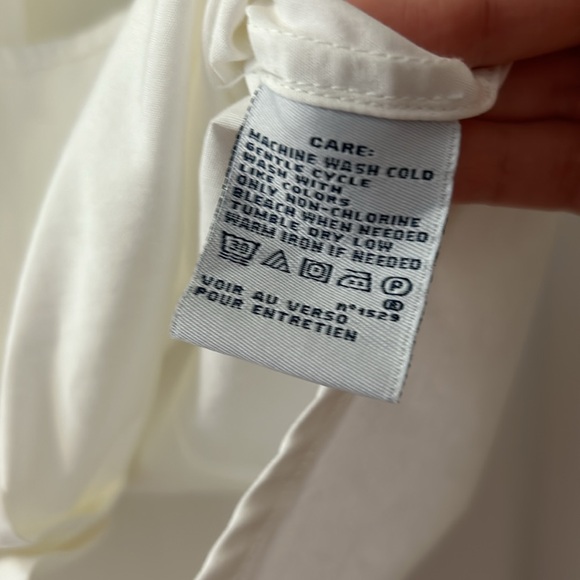 CARE:
MACHINE WASH COLD
GENTLE CYCLE
WASH WITH
LIKE COLORS
ONLY NON-CHLORINE
BLEACH WHEN NEEDED
TUMBLE DRY LOW
WARM IRON IF NEEDED
30 P
VOIR AU VERSO n°1529
POUR ENTRETIEN